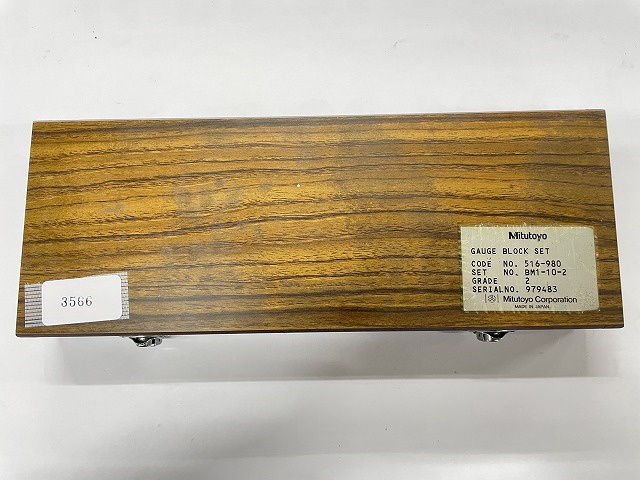 Mitutoyo
GAUGE BLOCK SET
CODE NO. 516-980
SET NO. BM1-10-2
GRADE 2
SERIALNO. 979483
Mitutoyo Corporation
MADE IN JAPAN
3566